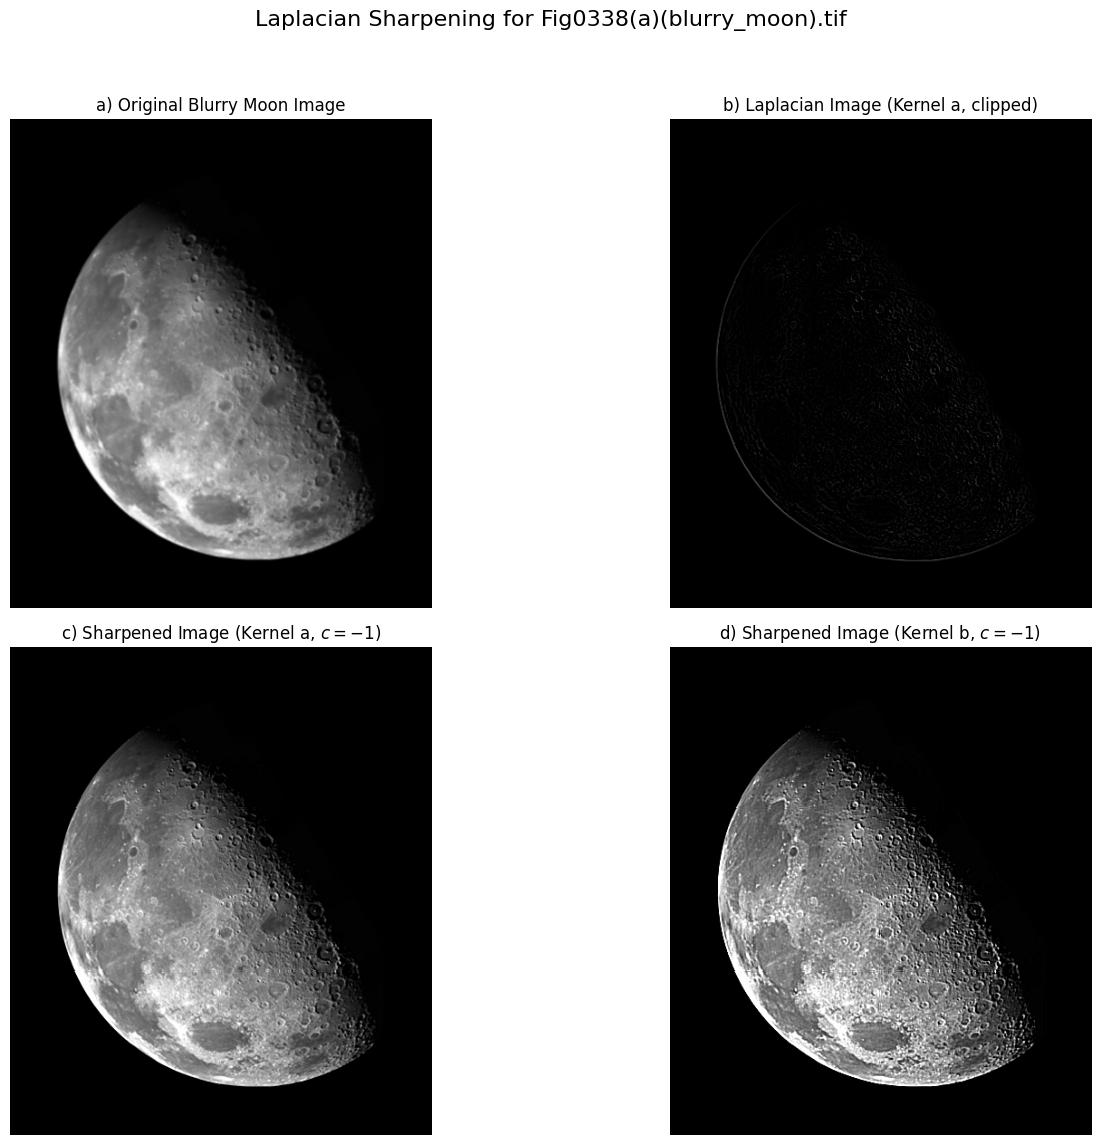 Laplacian Sharpening for Fig0338(a)(blurry_moon).tif
a) Original Blurry Moon Image
b) Laplacian Image (Kernel a, clipped)
c) Sharpened Image (Kernel a, c = −1)
d) Sharpened Image (Kernel b, c = −1)